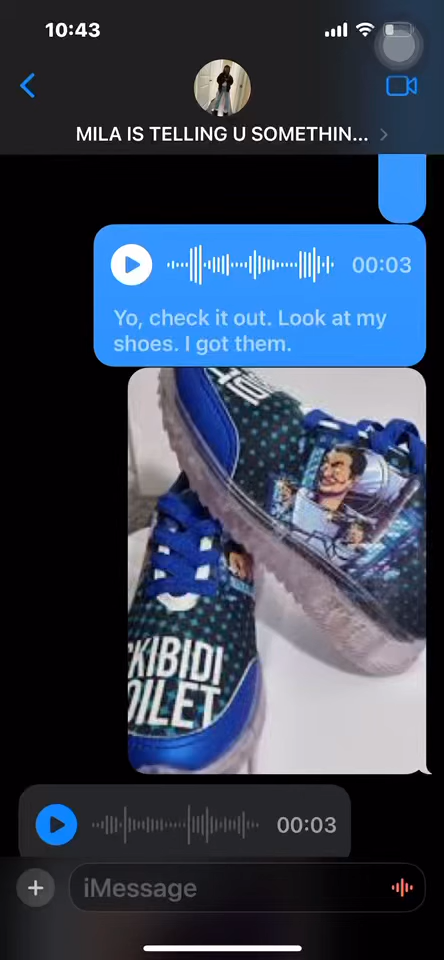 10:43
MILA IS TELLING U SOMETHIN...
00:03
Yo, check it out. Look at my
shoes. I got them.
KIBIDI
OILET
00:03
iMessage